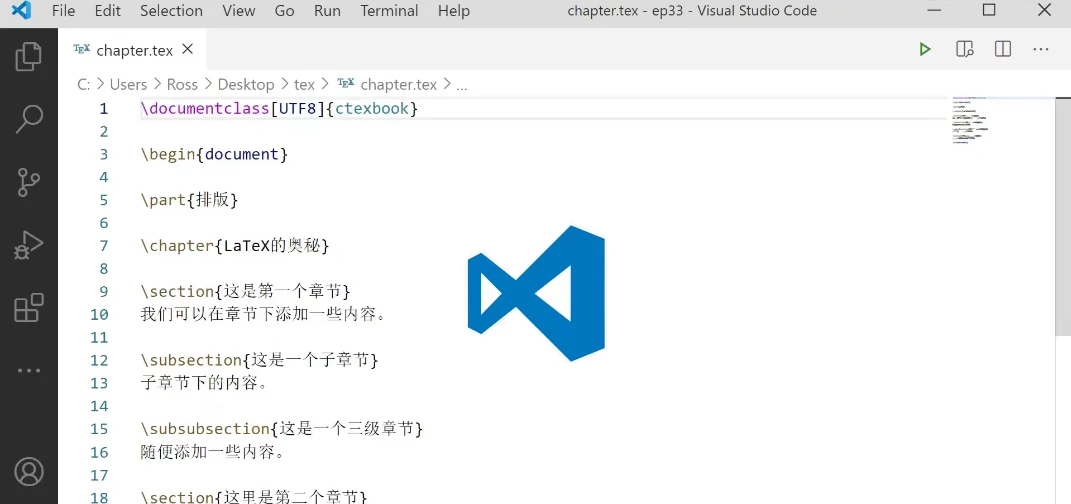 File Edit Selection View Go Run Terminal Help chapter.tex - ep33 - Visual Studio Code
TEX chapter.tex
C: > Users > Ross > Desktop > tex > TEX chapter.tex > ...
1 \documentclass[UTF8]{ctexbook}
2
3 \begin{document}
4
5 \part{排版}
6
7 \chapter{LaTeX的奥秘}
8
9 \section{这是第一个章节}
10 我们可以在章节下添加一些内容。
11
12 \subsection{这是一个子章节}
13 子章节下的内容。
14
15 \subsubsection{这是一个三级章节}
16 随便添加一些内容。
17
18 \section{这里是第二个章节}